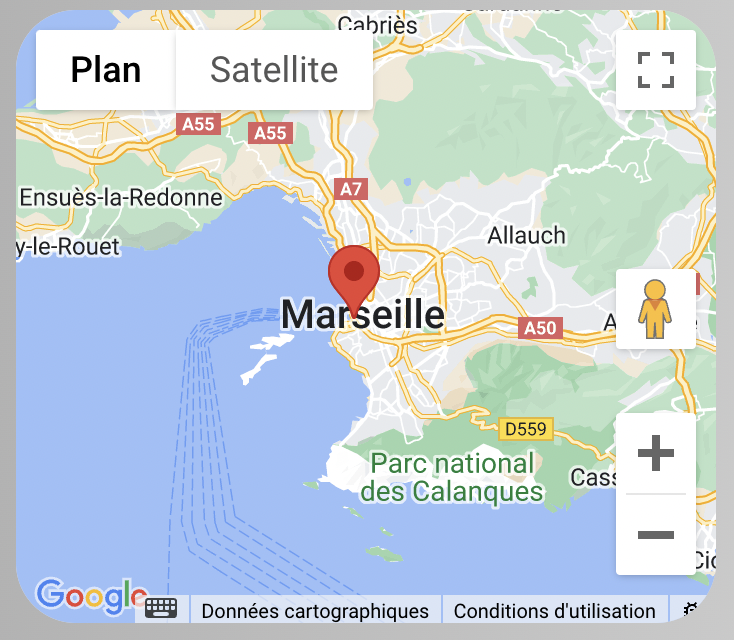 Cabriès
Plan
Satellite
A55
A55
A7
Ensuès-la-Redonne
y-le-Rouet
Allauch
Marseille
A50
D559
Parc national
des Calanques
Cass
Google
Données cartographiques
Conditions d'utilisation